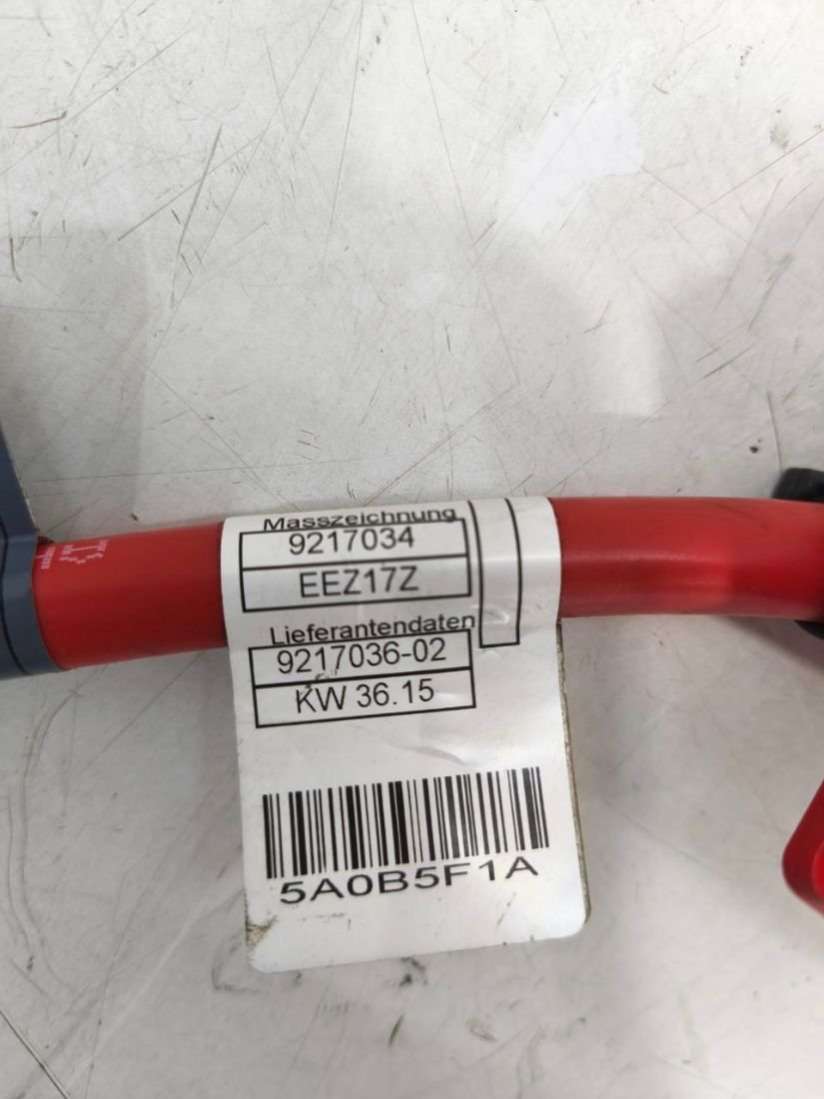 Masszeichnung
9217034
EEZ17Z
Lieferantendaten
9217036-02
KW 36.15
5A0B5F1A